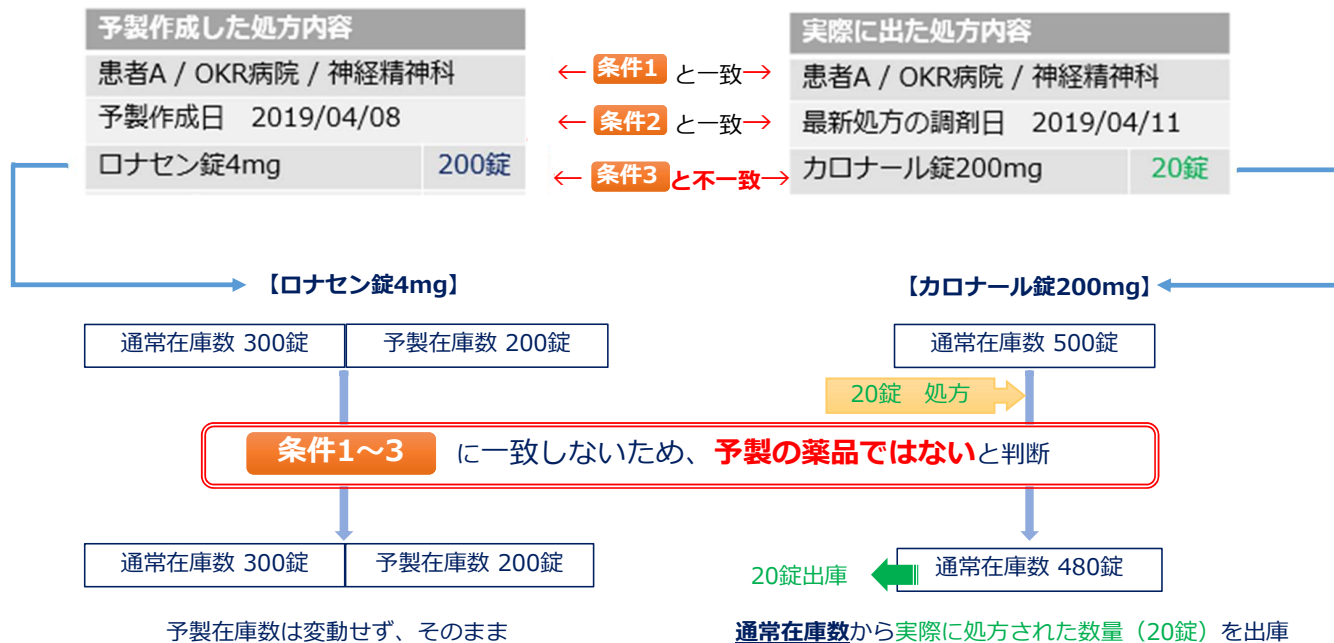 予製作成した処方内容
患者A / OKR病院 / 神経精神科
予製作成日 2019/04/08
ロナセン錠4mg 200錠
← 条件1 と一致→
← 条件2 と一致→
← 条件3 と不一致→
実際に出た処方内容
患者A / OKR病院 / 神経精神科
最新処方の調剤日 2019/04/11
カロナール錠200mg 20錠
【ロナセン錠4mg】
【カロナール錠200mg】
通常在庫数 300錠 予製在庫数 200錠
通常在庫数 500錠
20錠 処方
条件1～3 に一致しないため、予製の薬品ではないと判断
通常在庫数 300錠 予製在庫数 200錠
20錠出庫
通常在庫数 480錠
予製在庫数は変動せず、そのまま
通常在庫数から実際に処方された数量（20錠）を出庫